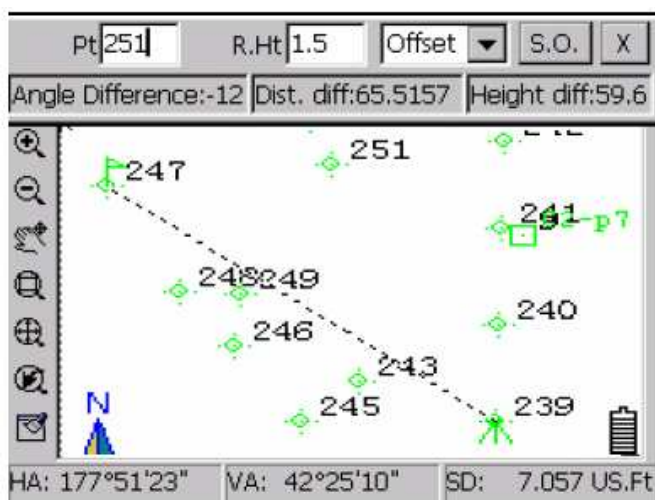 Pt 251 R.Ht 1.5 Offset S.O. X
Angle Difference:-12 Dist. diff:65.5157 Height diff:59.6
251
247
241
249
240
246
243
245
239
N
HA: 177°51'23" VA: 42°25'10" SD: 7.057 US.Ft